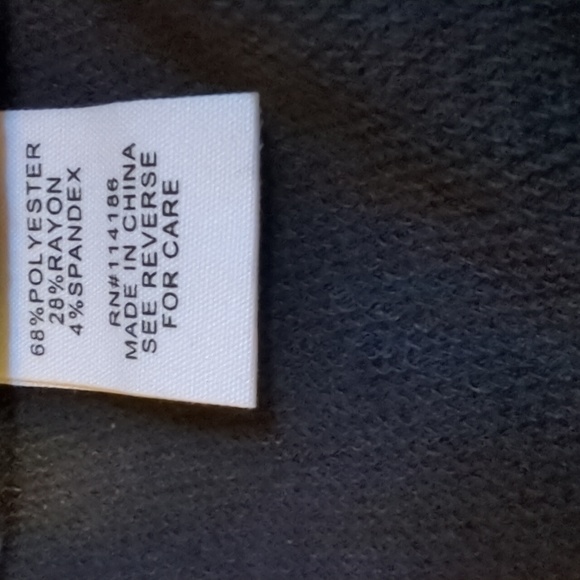 68%POLYESTER
28%RAYON
4%SPANDEX
RN#114186
MADE IN CHINA
SEE REVERSE
FOR CARE